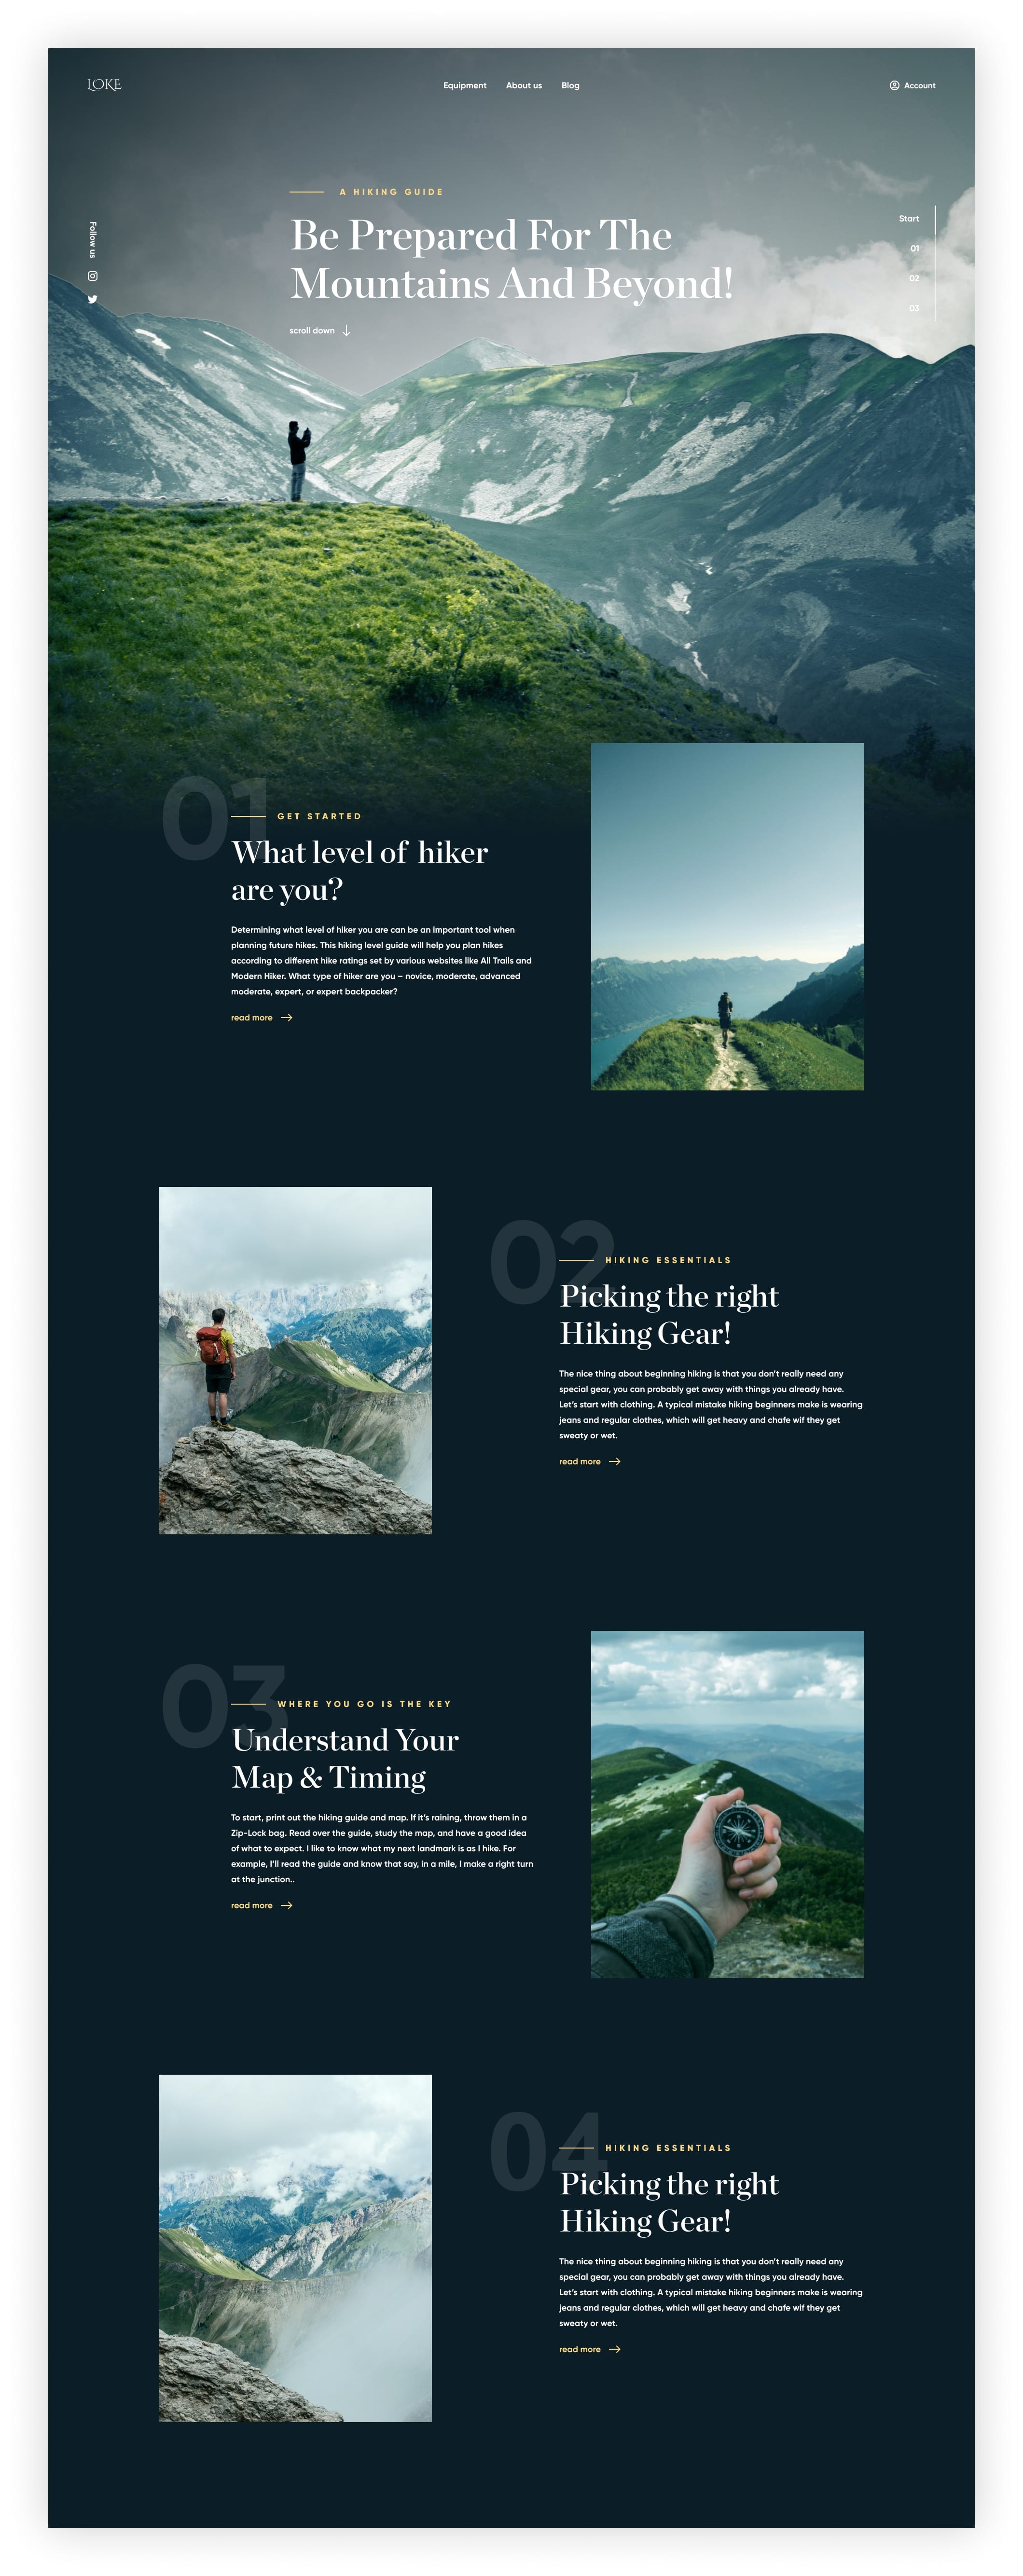 LOKE
Equipment About us Blog
Account
A HIKING GUIDE
Be Prepared For The
Mountains And Beyond!
scroll down
Follow us
Start
01
02
03
01
GET STARTED
What level of hiker
are you?
Determining what level of hiker you are can be an important tool when
planning future hikes. This hiking level guide will help you plan hikes
according to different hike ratings set by various websites like All Trails and
Modern Hiker. What type of hiker are you – novice, moderate, advanced
moderate, expert, or expert backpacker?
read more
02
HIKING ESSENTIALS
Picking the right
Hiking Gear!
The nice thing about beginning hiking is that you don’t really need any
special gear, you can probably get away with things you already have.
Let’s start with clothing. A typical mistake hiking beginners make is wearing
jeans and regular clothes, which will get heavy and chafe wif they get
sweaty or wet.
read more
03
WHERE YOU GO IS THE KEY
Understand Your
Map & Timing
To start, print out the hiking guide and map. If it’s raining, throw them in a
Zip-Lock bag. Read over the guide, study the map, and have a good idea
of what to expect. I like to know what my next landmark is as I hike. For
example, I’ll read the guide and know that say, in a mile, I make a right turn
at the junction..
read more
04
HIKING ESSENTIALS
Picking the right
Hiking Gear!
The nice thing about beginning hiking is that you don’t really need any
special gear, you can probably get away with things you already have.
Let’s start with clothing. A typical mistake hiking beginners make is wearing
jeans and regular clothes, which will get heavy and chafe wif they get
sweaty or wet.
read more